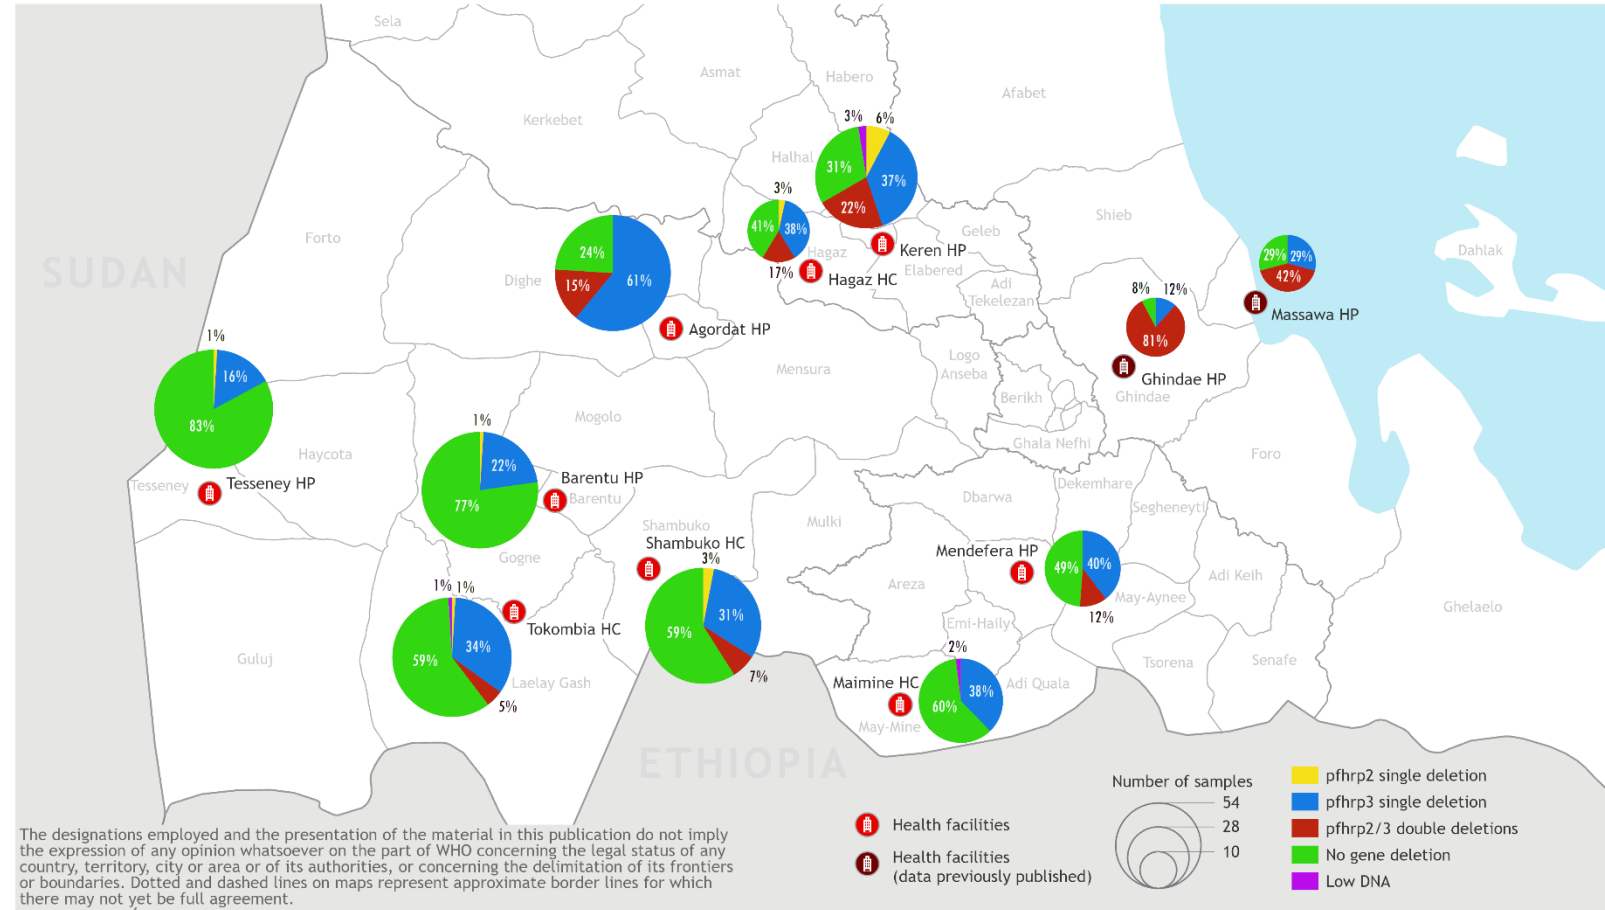 Sela
Asmat
Habero
Afabet
Kerkebet
3%
6%
31%
37%
22%
Halhal
3%
41%
38%
17%
Hagaz
Hagaz HC
Keren HP
Elabered
Geleb
Adi
Tekelezan
Shieb
Dahlak
29%
29%
42%
Massawa HP
8%
12%
81%
Ghindae HP
Ghindae
Forto
SUDAN
Dighe
24%
15%
61%
Agordat HP
Mensura
Logo
Anseba
Berikh
Ghala Nefhi
Foro
1%
16%
83%
Tesseney
Tesseney HP
Haycota
Mogolo
1%
22%
77%
Barentu HP
Barentu
Gogne
Shambuko
Shambuko HC
3%
31%
59%
7%
Mulki
Dbarwa
Dekemhare
Segheneyti
Mendefera HP
49%
40%
12%
Areza
May-Aynee
Adi Keih
Emi-Haily
Ghelaelo
Guluj
1%
1%
34%
59%
5%
Tokombia HC
Laelay Gash
2%
38%
60%
Maimine HC
May-Mine
Adi Quala
Tsorena
Senafe
ETHIOPIA
The designations employed and the presentation of the material in this publication do not imply
the expression of any opinion whatsoever on the part of WHO concerning the legal status of any
country, territory, city or area or of its authorities, or concerning the delimitation of its frontiers
or boundaries. Dotted and dashed lines on maps represent approximate border lines for which
there may not yet be full agreement.
Health facilities
Health facilities
(data previously published)
Number of samples
54
28
10
pfhrp2 single deletion
pfhrp3 single deletion
pfhrp2/3 double deletions
No gene deletion
Low DNA